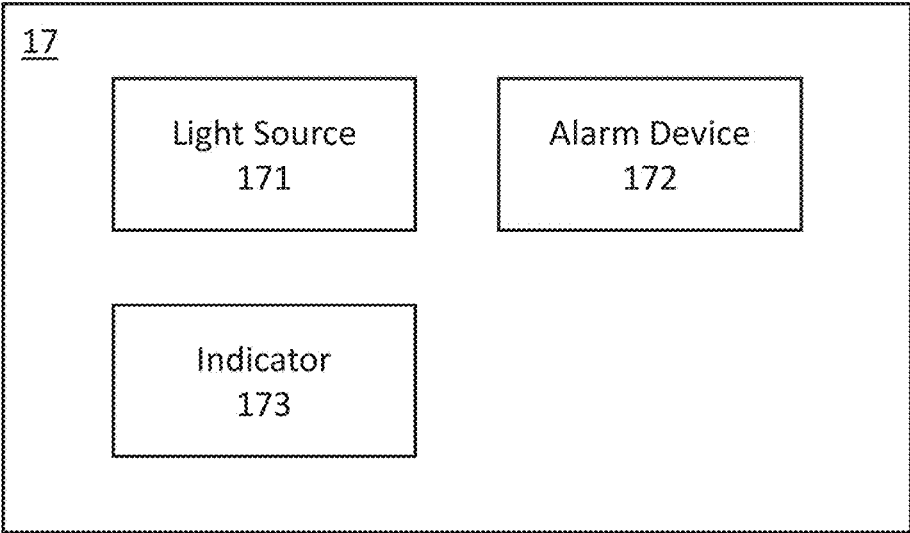 17
Light Source
171
Alarm Device
172
Indicator
173